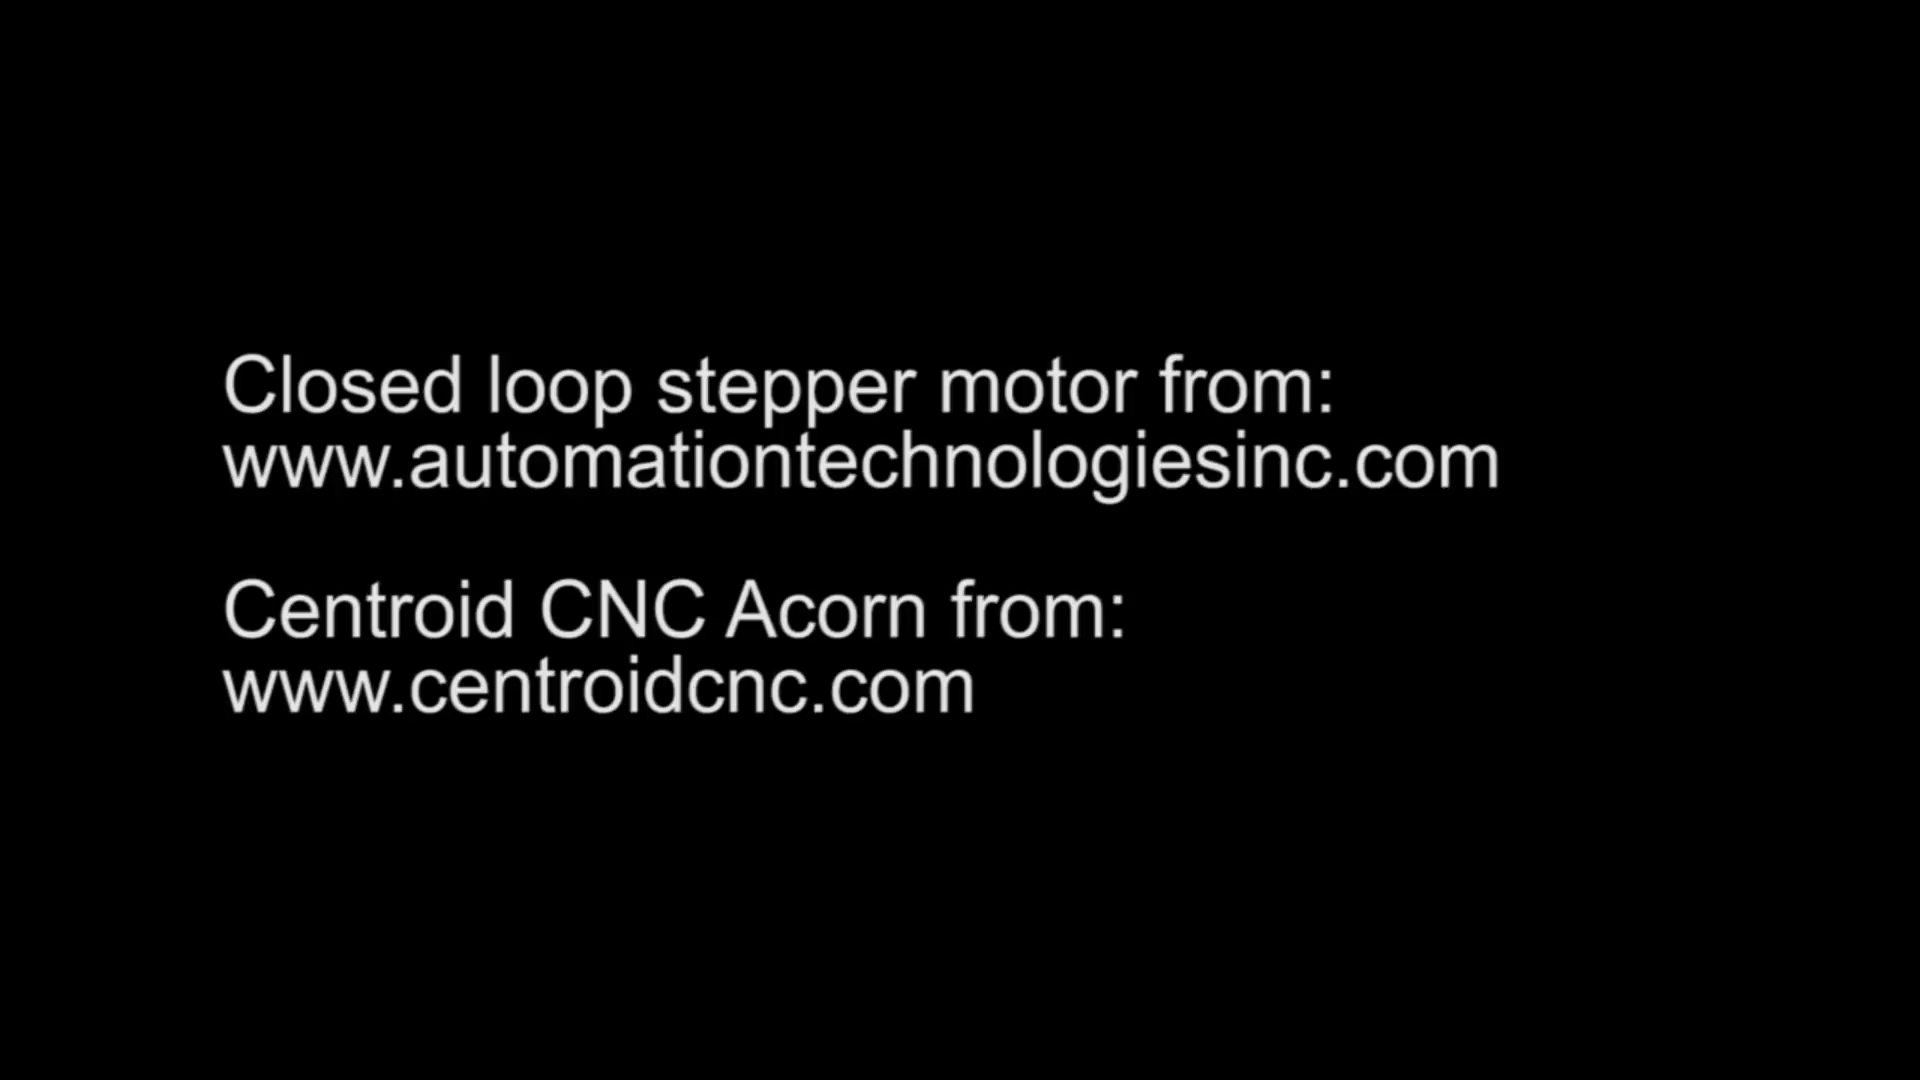 Closed loop stepper motor from:
www.automationtechnologiesinc.com
Centroid CNC Acorn from:
www.centroidcnc.com